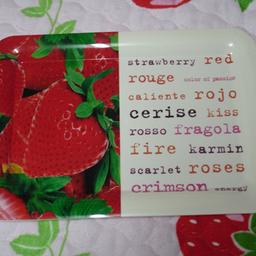 strawberry red
rouge color of passion
caliente rojo
cerise kiss
rosso fragola
fire karmin
scarlet roses
crimson energy